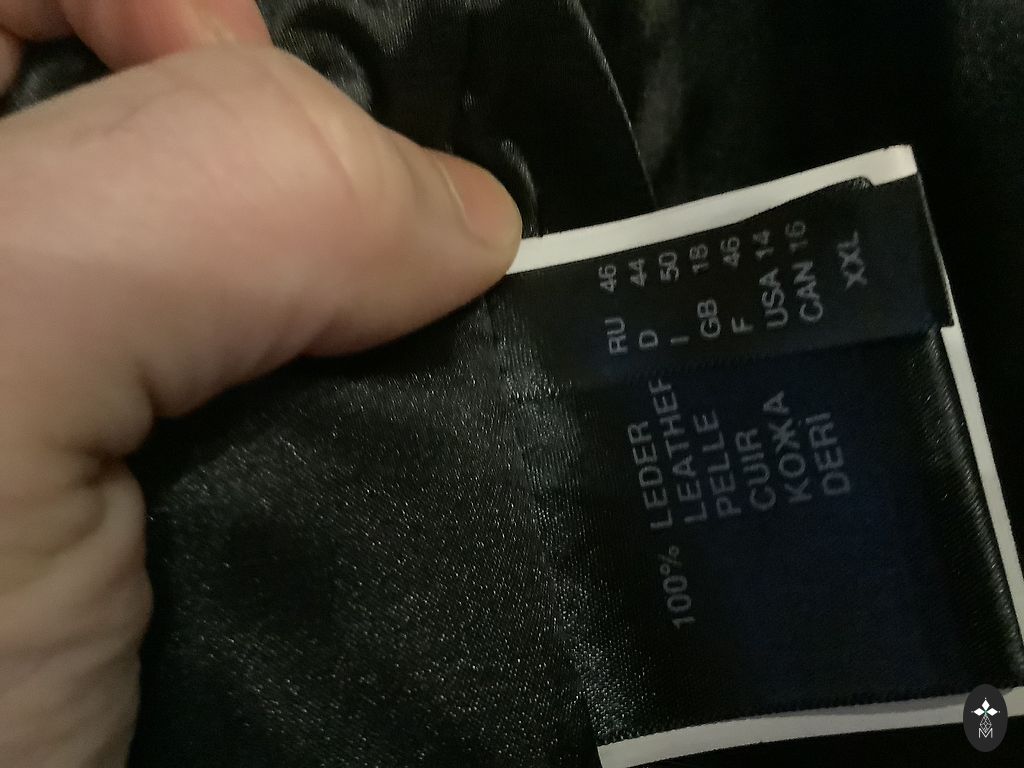 RU 46
D 44
I 50
GB 18
F 46
USA 14
CAN 16
XXL
100% LEDER
LEATHER
PELLE
CUIR
КОЖА
DERİ
M